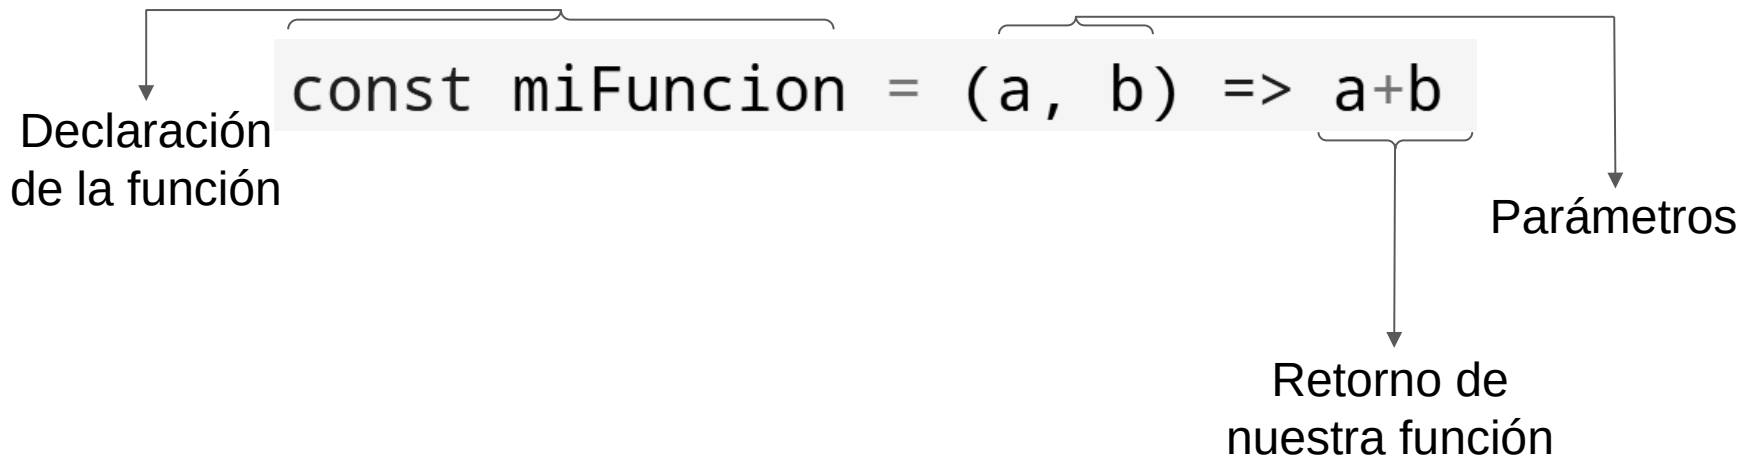 const miFuncion = (a, b) => a+b
Declaración
de la función
Parámetros
Retorno de
nuestra función